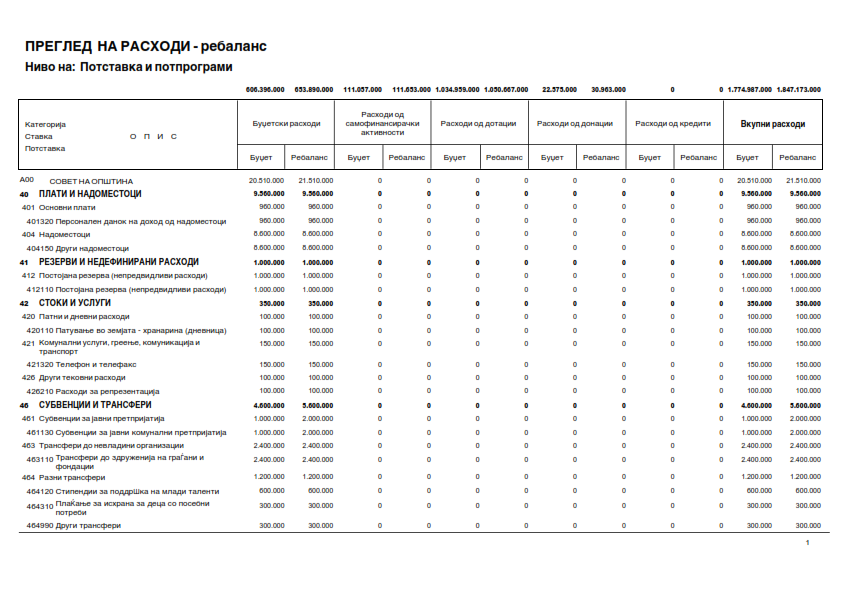 ПРЕГЛЕД НА РАСХОДИ - ребаланс
Ниво на: Потставка и потпрограми
606.396.000 653.890.000 111.057.000 111.653.000 1.034.959.000 1.050.667.000 22.575.000 30.963.000 0 0 1.774.987.000 1.847.173.000
Категорија
Ставка О П И С
Потставка
Буџетски расходи
Расходи од самофинансирачки активности
Расходи од дотации
Расходи од донации
Расходи од кредити
Вкупни расходи
Буџет Ребаланс Буџет Ребаланс Буџет Ребаланс Буџет Ребаланс Буџет Ребаланс Буџет Ребаланс
А00 СОВЕТ НА ОПШТИНА 20.510.000 21.510.000 0 0 0 0 0 0 0 0 20.510.000 21.510.000
40 ПЛАТИ И НАДОМЕСТОЦИ 9.560.000 9.560.000 0 0 0 0 0 0 0 0 9.560.000 9.560.000
401 Основни плати 960.000 960.000 0 0 0 0 0 0 0 0 960.000 960.000
401320 Персонален данок на доход од надоместоци 960.000 960.000 0 0 0 0 0 0 0 0 960.000 960.000
404 Надоместоци 8.600.000 8.600.000 0 0 0 0 0 0 0 0 8.600.000 8.600.000
404150 Други надоместоци 8.600.000 8.600.000 0 0 0 0 0 0 0 0 8.600.000 8.600.000
41 РЕЗЕРВИ И НЕДЕФИНИРАНИ РАСХОДИ 1.000.000 1.000.000 0 0 0 0 0 0 0 0 1.000.000 1.000.000
412 Постојана резерва (непредвидливи расходи) 1.000.000 1.000.000 0 0 0 0 0 0 0 0 1.000.000 1.000.000
412110 Постојана резерва (непредвидливи расходи) 1.000.000 1.000.000 0 0 0 0 0 0 0 0 1.000.000 1.000.000
42 СТОКИ И УСЛУГИ 350.000 350.000 0 0 0 0 0 0 0 0 350.000 350.000
420 Патни и дневни расходи 100.000 100.000 0 0 0 0 0 0 0 0 100.000 100.000
420110 Патување во земјата - хранарина (дневница) 100.000 100.000 0 0 0 0 0 0 0 0 100.000 100.000
421 Комунални услуги, греење, комуникација и транспорт 150.000 150.000 0 0 0 0 0 0 0 0 150.000 150.000
421320 Телефон и телефакс 150.000 150.000 0 0 0 0 0 0 0 0 150.000 150.000
426 Други тековни расходи 100.000 100.000 0 0 0 0 0 0 0 0 100.000 100.000
426210 Расходи за репрезентација 100.000 100.000 0 0 0 0 0 0 0 0 100.000 100.000
46 СУБВЕНЦИИ И ТРАНСФЕРИ 4.600.000 5.600.000 0 0 0 0 0 0 0 0 4.600.000 5.600.000
461 Субвенции за јавни претпријатија 1.000.000 2.000.000 0 0 0 0 0 0 0 0 1.000.000 2.000.000
461130 Субвенции за јавни комунални претпријатија 1.000.000 2.000.000 0 0 0 0 0 0 0 0 1.000.000 2.000.000
463 Трансфери до невладини организации 2.400.000 2.400.000 0 0 0 0 0 0 0 0 2.400.000 2.400.000
463110 Трансфери до здруженија на граѓани и фондации 2.400.000 2.400.000 0 0 0 0 0 0 0 0 2.400.000 2.400.000
464 Разни трансфери 1.200.000 1.200.000 0 0 0 0 0 0 0 0 1.200.000 1.200.000
464120 Стипендии за поддрШка на млади таленти 600.000 600.000 0 0 0 0 0 0 0 0 600.000 600.000
464310 Плаќање за исхрана за деца со посебни потреби 300.000 300.000 0 0 0 0 0 0 0 0 300.000 300.000
464990 Други трансфери 300.000 300.000 0 0 0 0 0 0 0 0 300.000 300.000
1